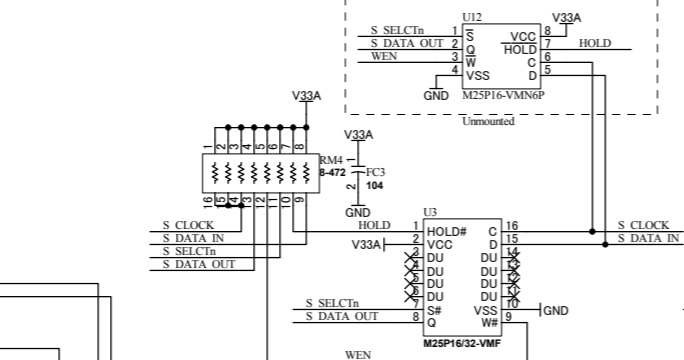 U12
V33A
S SELCTn 1 S VCC 8
S DATA OUT 2 Q HOLD 7 HOLD
WEN 3 W C 6
4 VSS D 5
GND
M25P16-VMN6P
Unmounted
V33A
V33A
1 2 3 4 5 6 7 8
RM4
8-472
1
FC3
104
2
16 15 14 13 12 11 10 9
GND
U3
S CLOCK HOLD 1 HOLD# C 16 S CLOCK
S DATA IN V33A 2 VCC D 15 S DATA IN
S SELCTn 3 DU DU 14
S DATA OUT 4 DU DU 13
5 DU DU 12
6 DU DU 11
S SELCTn 7 S# VSS 10 GND
S DATA OUT 8 Q W# 9
M25P16/32-VMF
WEN